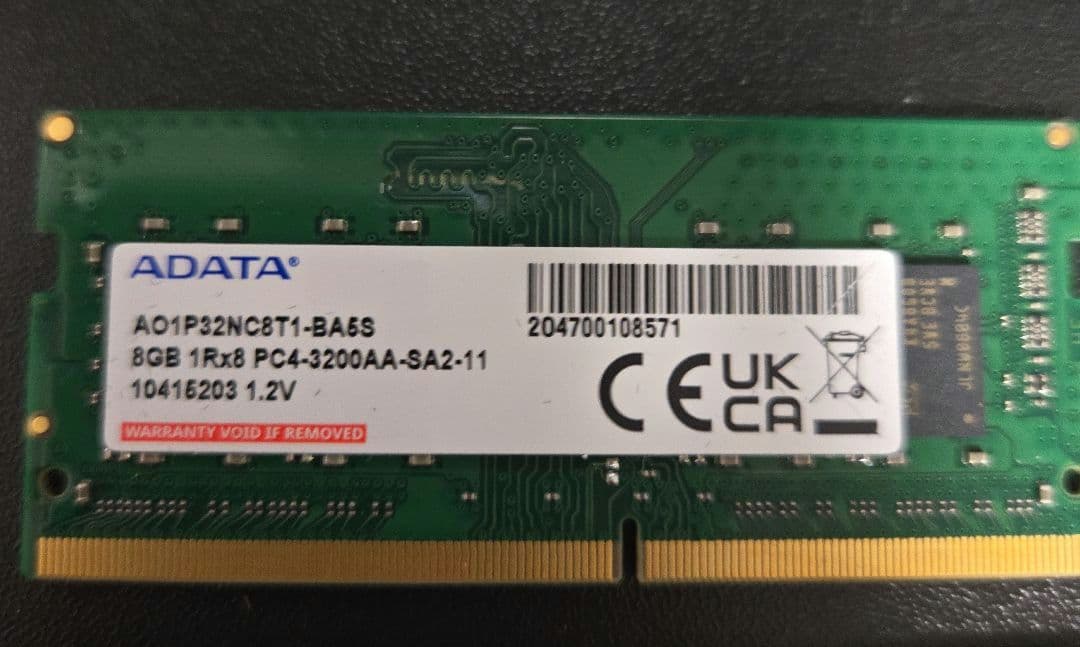 ADATA®
AO1P32NC8T1-BA5S
8GB 1Rx8 PC4-3200AA-SA2-11
10415203 1.2V
WARRANTY VOID IF REMOVED
204700108571
CE UK
CA